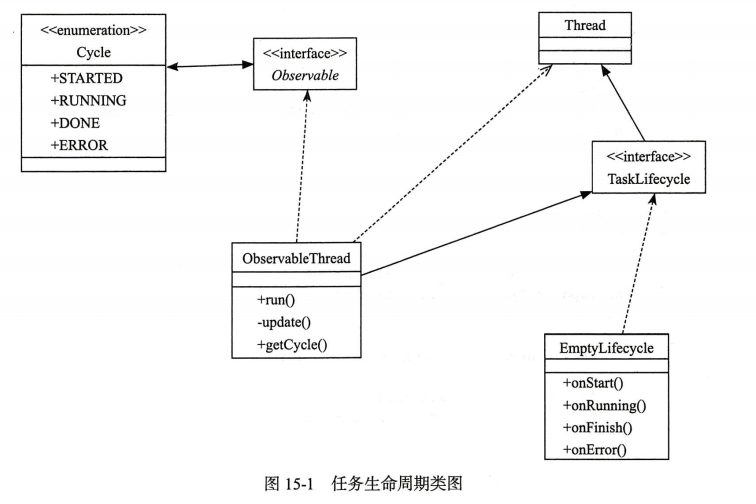 <<enumeration>>
Cycle
+STARTED
+RUNNING
+DONE
+ERROR
<<interface>>
Observable
Thread
<<interface>>
TaskLifecycle
ObservableThread
+run()
-update()
+getCycle()
EmptyLifecycle
+onStart()
+onRunning()
+onFinish()
+onError()
图 15-1 任务生命周期类图